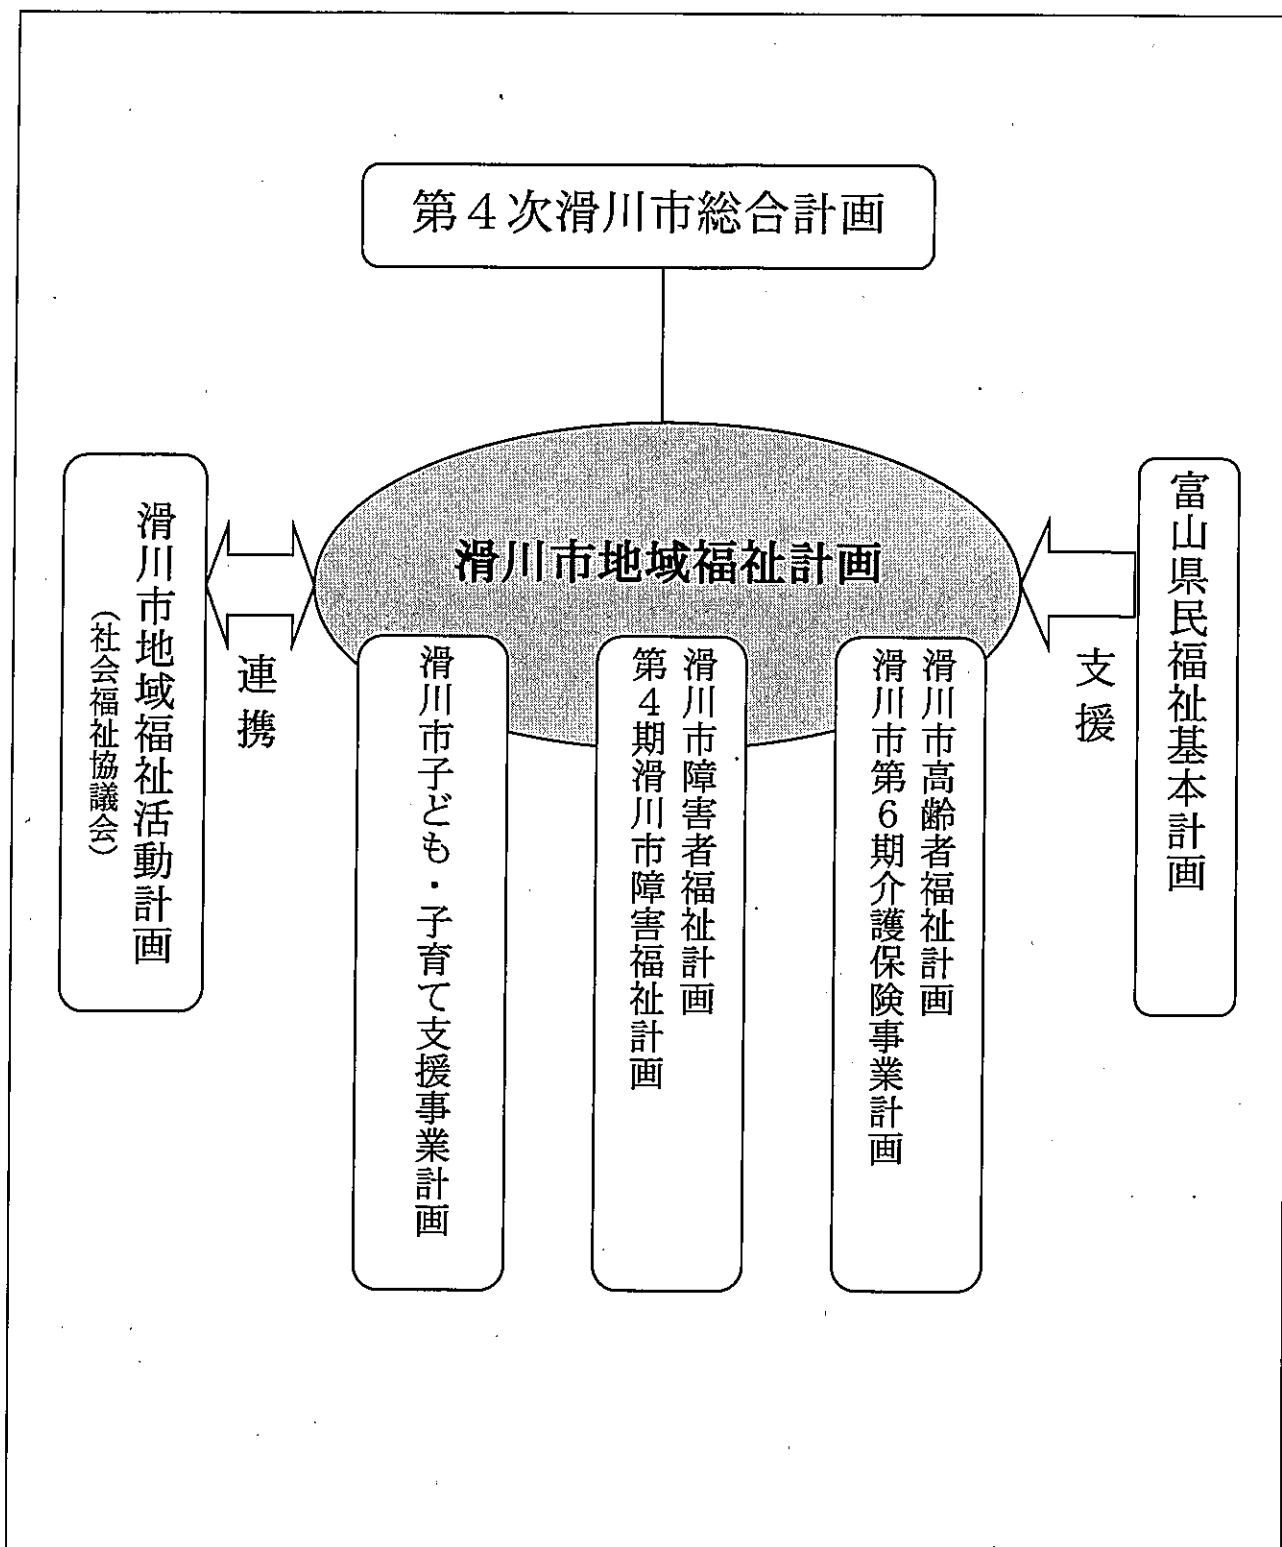 第４次滑川市総合計画
滑川市地域福祉計画
富山県民福祉基本計画
支援
滑川市高齢者福祉計画
滑川市第６期介護保険事業計画
滑川市障害者福祉計画
第４期滑川市障害福祉計画
滑川市子ども・子育て支援事業計画
連携
滑川市地域福祉活動計画
（社会福祉協議会）